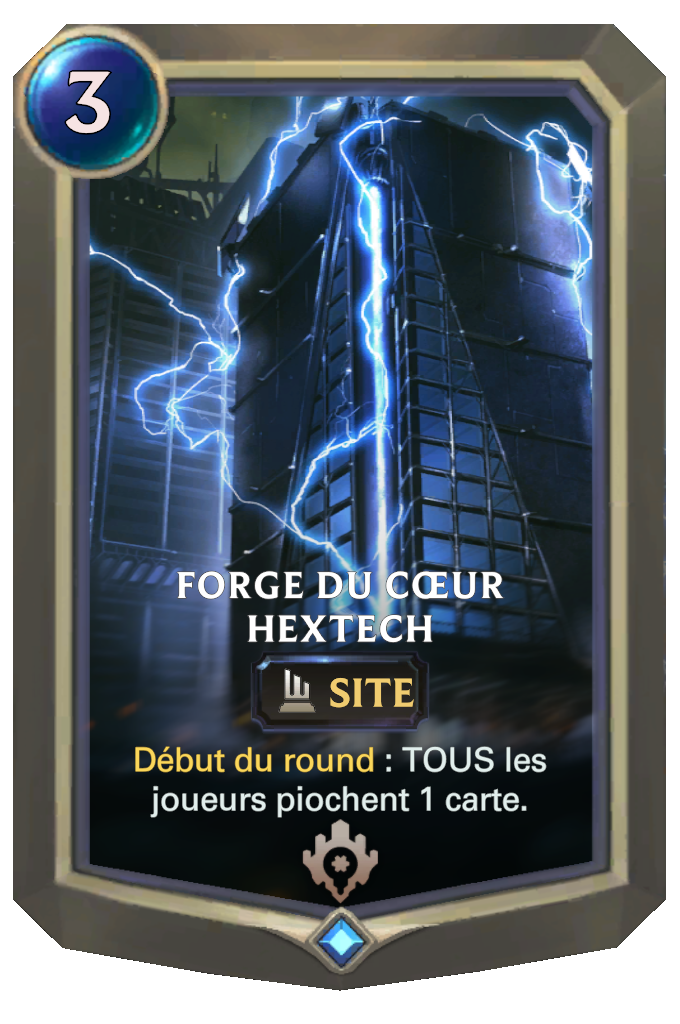 3
FORGE DU CŒUR
HEXTECH
SITE
Début du round : TOUS les
joueurs piochent 1 carte.